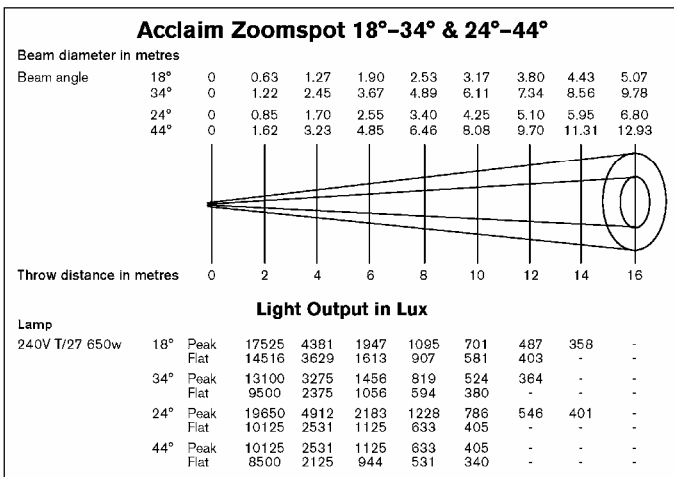 Acclaim Zoomspot 18°–34° & 24°–44°
Beam diameter in metres
Beam angle 18° 0 0.63 1.27 1.90 2.53 3.17 3.80 4.43 5.07
34° 0 1.22 2.45 3.67 4.89 6.11 7.34 8.56 9.78
24° 0 0.85 1.70 2.55 3.40 4.25 5.10 5.95 6.80
44° 0 1.62 3.23 4.85 6.46 8.08 9.70 11.31 12.93
Throw distance in metres 0 2 4 6 8 10 12 14 16
Light Output in Lux
Lamp
240V T/27 650w 18° Peak 17525 4381 1947 1095 701 487 358 -
Flat 14516 3629 1613 907 581 403 - -
34° Peak 13100 3275 1456 819 524 364 - -
Flat 9500 2375 1056 594 380 - - -
24° Peak 19650 4912 2183 1228 786 546 401 -
Flat 10125 2531 1125 633 405 - - -
44° Peak 10125 2531 1125 633 405 - - -
Flat 8500 2125 944 531 340 - - -